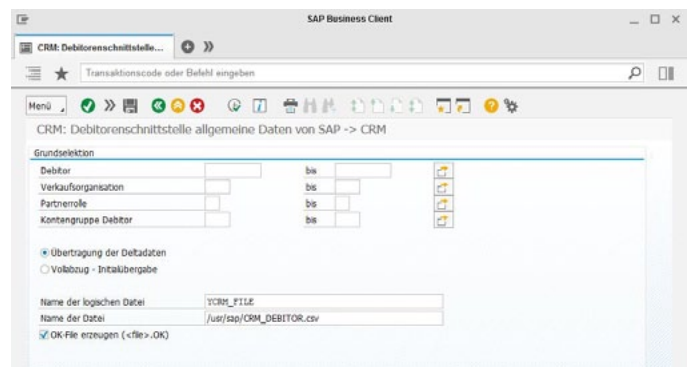 SAP Business Client
CRM: Debitorenschnittstelle...
Transaktionscode oder Befehl eingeben
Menü
CRM: Debitorenschnittstelle allgemeine Daten von SAP -> CRM
Grundselektion
Debitor bis
Verkaufsorganisation bis
Partnerrolle bis
Kontengruppe Debitor bis
Übertragung der Deltadaten
Vollabzug - Initialübergabe
Name der logischen Datei YCRM_FILE
Name der Datei /usr/sap/CRM_DEBITOR.csv
OK-File erzeugen (<file>.OK)